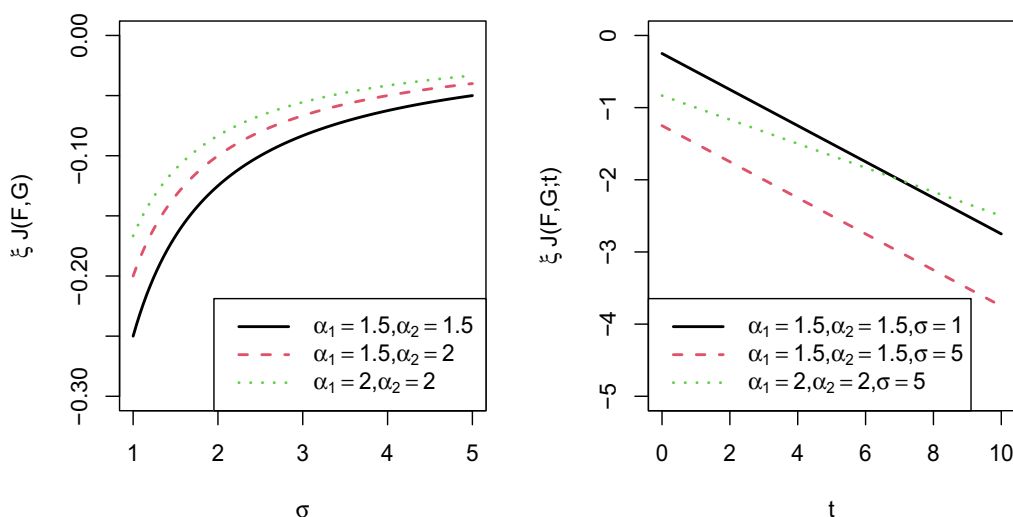 ξ J(F,G)
0.00
−0.10
−0.20
−0.30
1 2 3 4 5
σ
α₁ = 1.5,α₂ = 1.5
α₁ = 1.5,α₂ = 2
α₁ = 2,α₂ = 2
ξ J(F,G;t)
0
−1
−2
−3
−4
−5
0 2 4 6 8 10
t
α₁ = 1.5,α₂ = 1.5,σ = 1
α₁ = 1.5,α₂ = 1.5,σ = 5
α₁ = 2,α₂ = 2,σ = 5